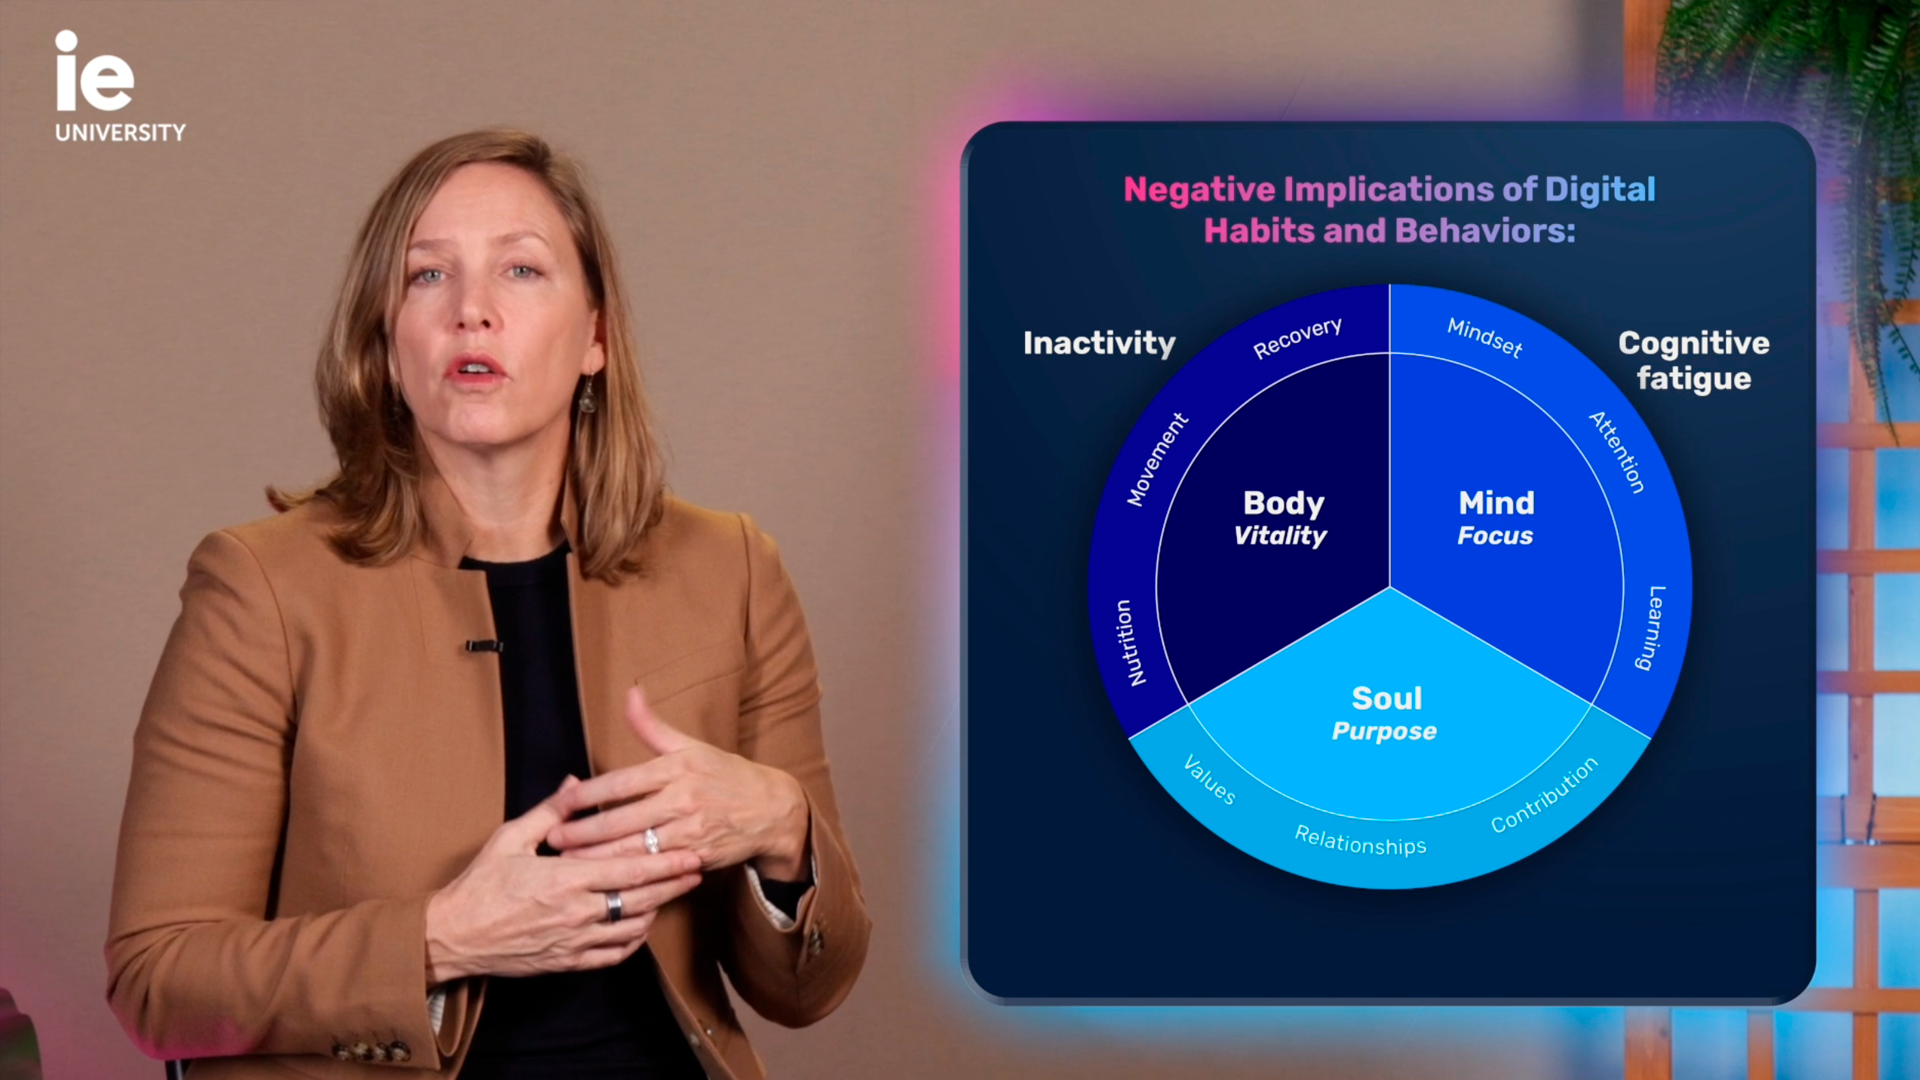 ie
UNIVERSITY
Negative Implications of Digital
Habits and Behaviors:
Inactivity
Cognitive
fatigue
Recovery
Movement
Nutrition
Mindset
Attention
Learning
Body
Vitality
Mind
Focus
Soul
Purpose
Values
Relationships
Contribution